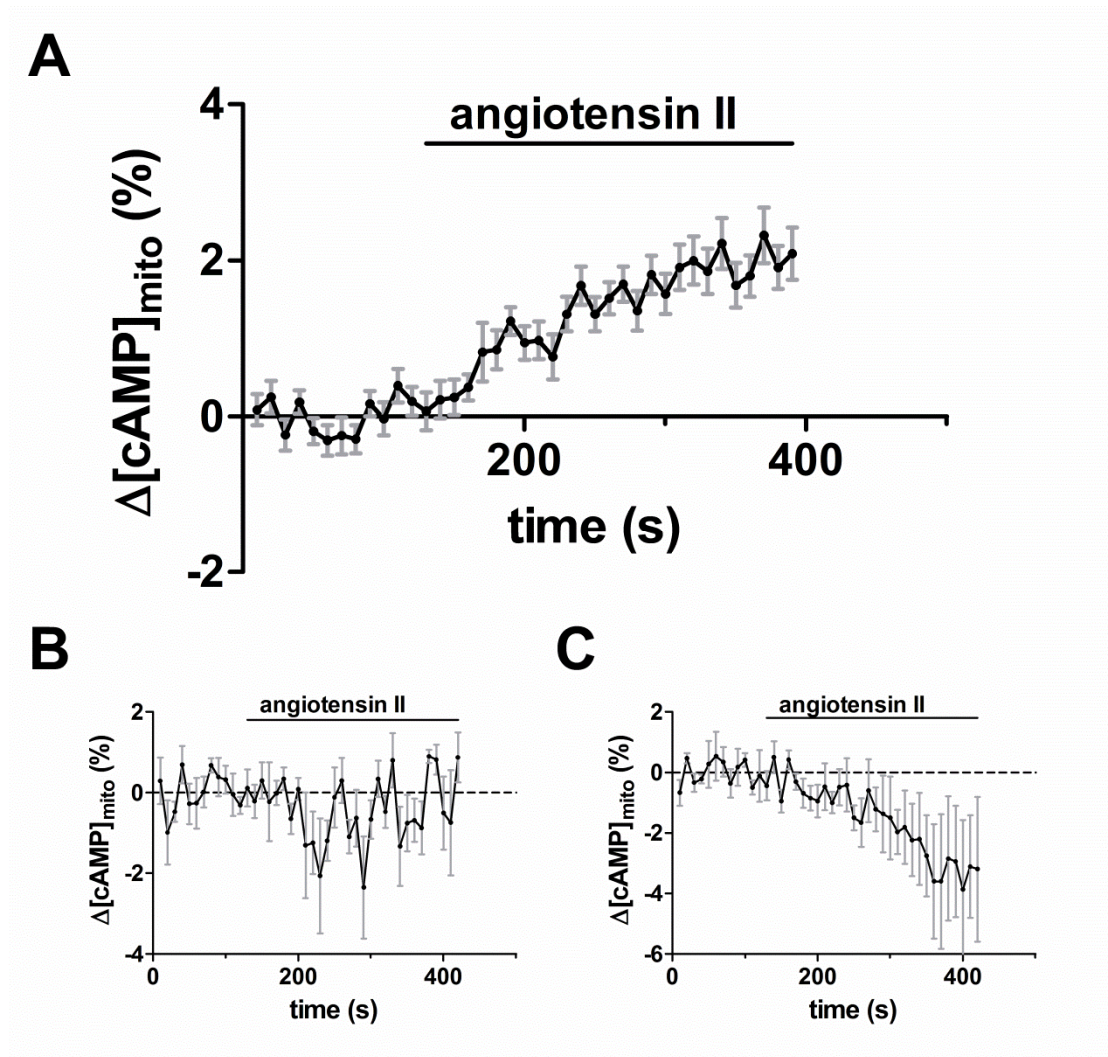 A
angiotensin II
4
2
0
-2
Δ[cAMP]mito (%)
200
400
time (s)
B
angiotensin II
2
0
-2
-4
Δ[cAMP]mito (%)
0
200
400
time (s)
C
angiotensin II
2
0
-2
-4
-6
Δ[cAMP]mito (%)
0
200
400
time (s)